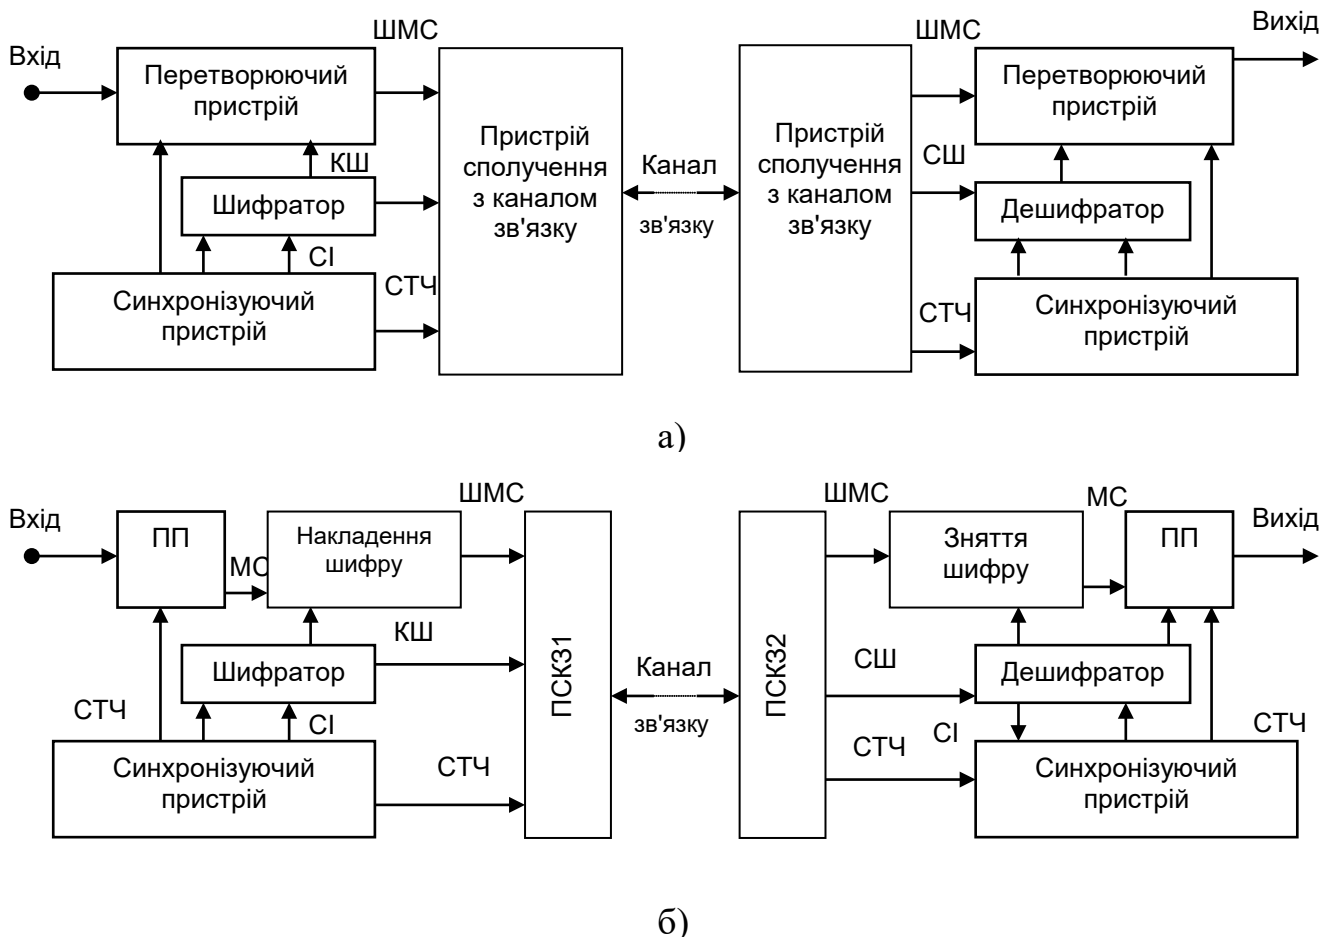 Вхід
ШМС
Перетворюючий
пристрій
КШ
Шифратор
СІ
СТЧ
Синхронізуючий
пристрій
Пристрій
сполучення
з каналом
зв'язку
Канал
зв'язку
Пристрій
сполучення
з каналом
зв'язку
ШМС
СШ
СТЧ
Вихід
Перетворюючий
пристрій
Дешифратор
Синхронізуючий
пристрій
а)
Вхід
ПП
МС
Накладення
шифру
ШМС
КШ
Шифратор
СТЧ
СІ
СТЧ
Синхронізуючий
пристрій
ПСКЗ1
Канал
зв'язку
ПСКЗ2
ШМС
Зняття
шифру
МС
ПП
Вихід
СШ
Дешифратор
СТЧ
СІ
СТЧ
Синхронізуючий
пристрій
б)